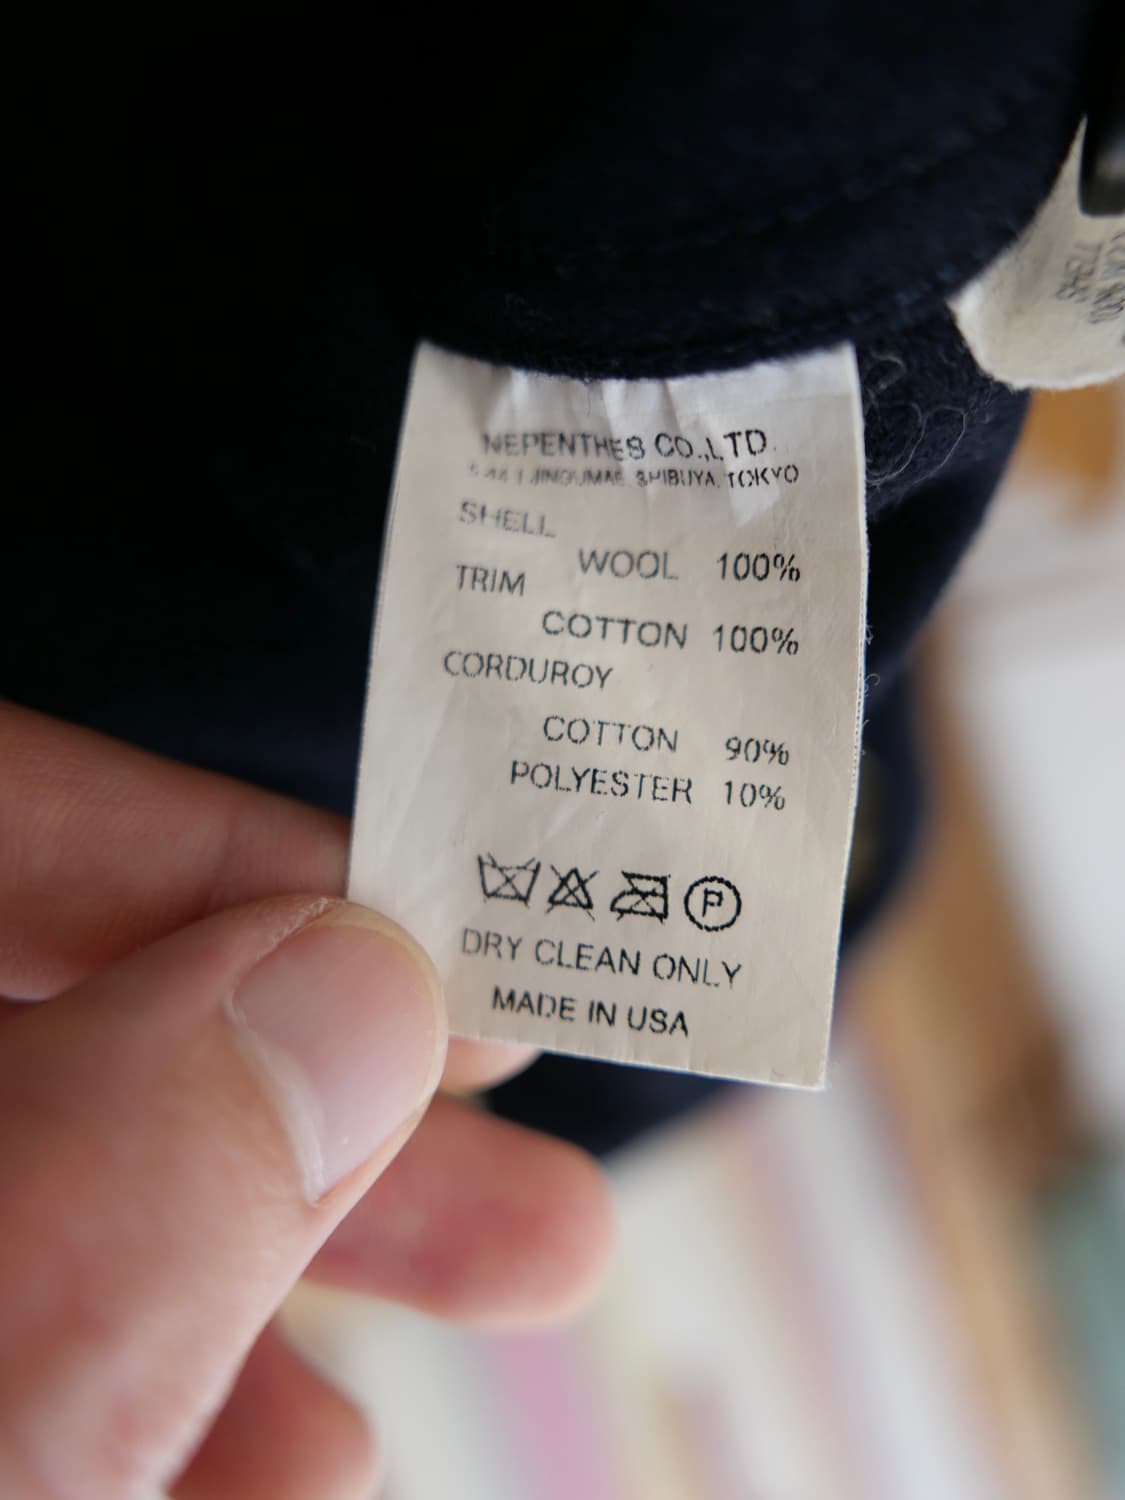 NEPENTHES CO.,LTD.
JINGUMAE, SHIBUYA, TOKYO
SHELL
WOOL 100%
TRIM
COTTON 100%
CORDUROY
COTTON 90%
POLYESTER 10%
P
DRY CLEAN ONLY
MADE IN USA